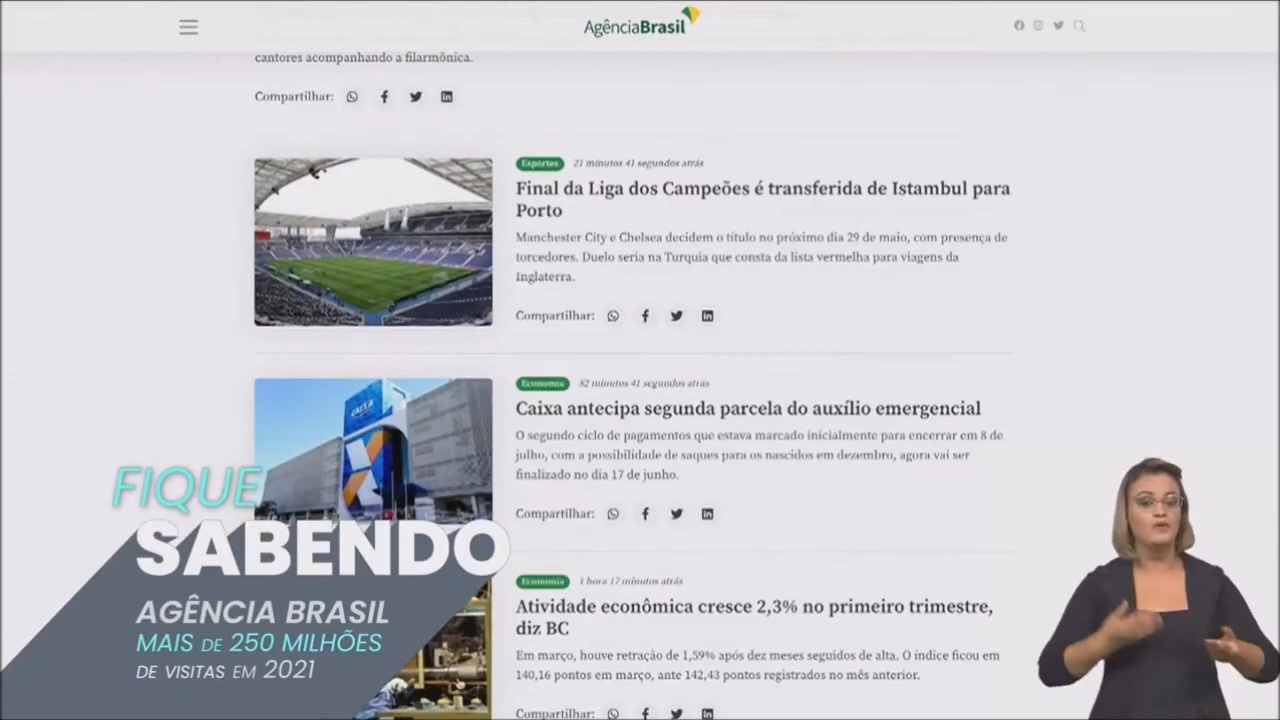 AgênciaBrasil
cantores acompanhando a filarmônica.
Compartilhar:
Esportes 21 minutos 41 segundos atrás
Final da Liga dos Campeões é transferida de Istambul para
Porto
Manchester City e Chelsea decidem o título no próximo dia 29 de maio, com presença de
torcedores. Duelo seria na Turquia que consta da lista vermelha para viagens da
Inglaterra.
Compartilhar:
CAIXA
Economia 52 minutos 41 segundos atrás
Caixa antecipa segunda parcela do auxílio emergencial
O segundo ciclo de pagamentos que estava marcado inicialmente para encerrar em 8 de
julho, com a possibilidade de saques para os nascidos em dezembro, agora vai ser
finalizado no dia 17 de junho.
Compartilhar:
Economia 1 hora 17 minutos atrás
Atividade econômica cresce 2,3% no primeiro trimestre,
diz BC
Em março, houve retração de 1,59% após dez meses seguidos de alta. O índice ficou em
140,16 pontos em março, ante 142,43 pontos registrados no mês anterior.
Compartilhar:
FIQUE
SABENDO
AGÊNCIA BRASIL
MAIS DE 250 MILHÕES
DE VISITAS EM 2021